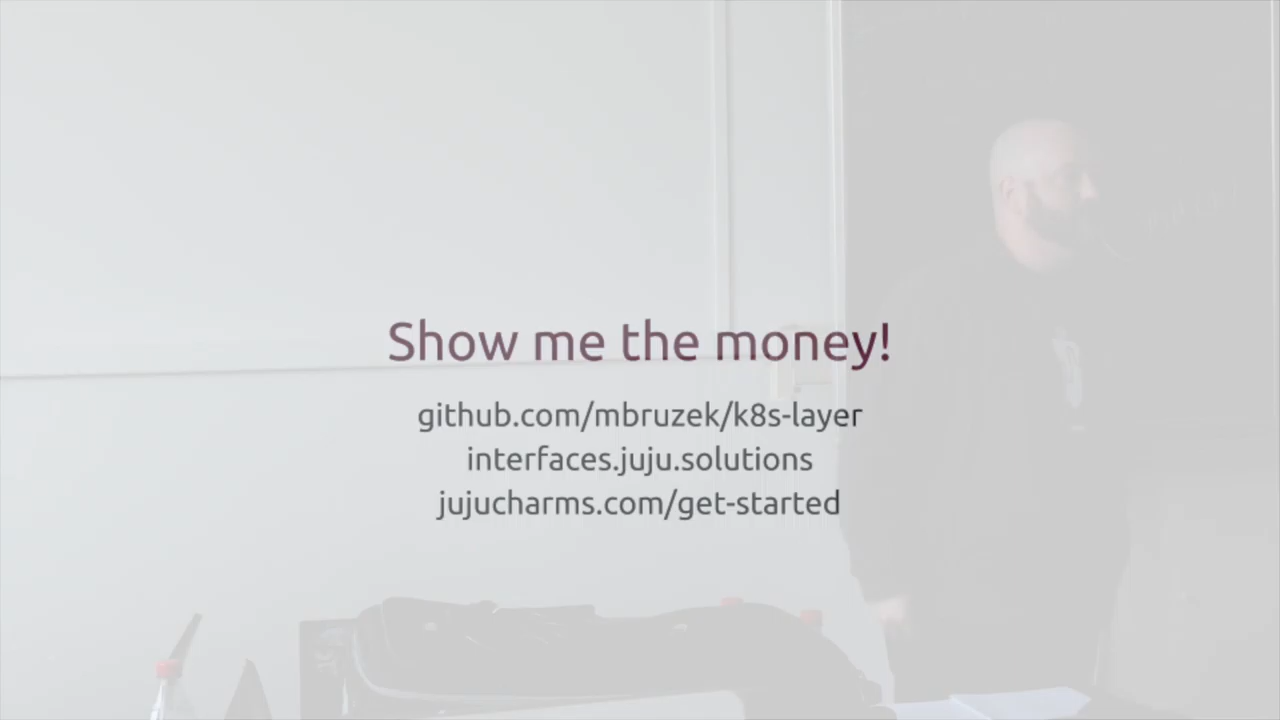 Show me the money!
github.com/mbruzek/k8s-layer
interfaces.juju.solutions
jujucharms.com/get-started